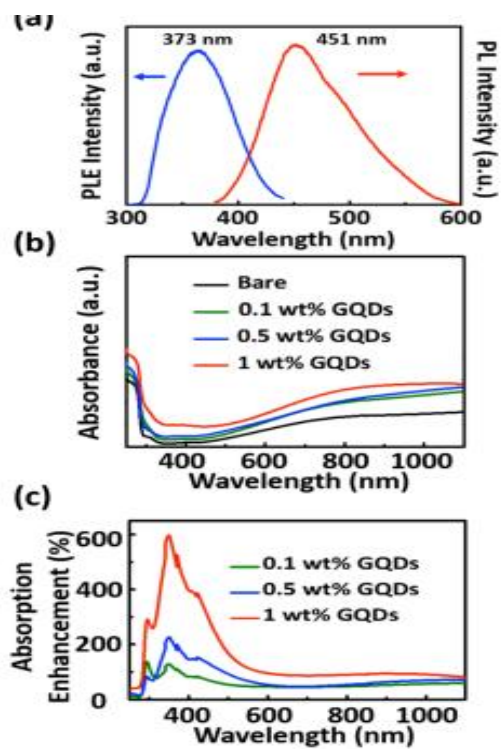 (a)
373 nm
451 nm
PLE Intensity (a.u.)
PL Intensity (a.u.)
300 400 500 600
Wavelength (nm)
(b)
Bare
0.1 wt% GQDs
0.5 wt% GQDs
1 wt% GQDs
Absorbance (a.u.)
400 600 800 1000
Wavelength (nm)
(c)
600
400
200
0
0.1 wt% GQDs
0.5 wt% GQDs
1 wt% GQDs
Absorption
Enhancement (%)
400 600 800 1000
Wavelength (nm)